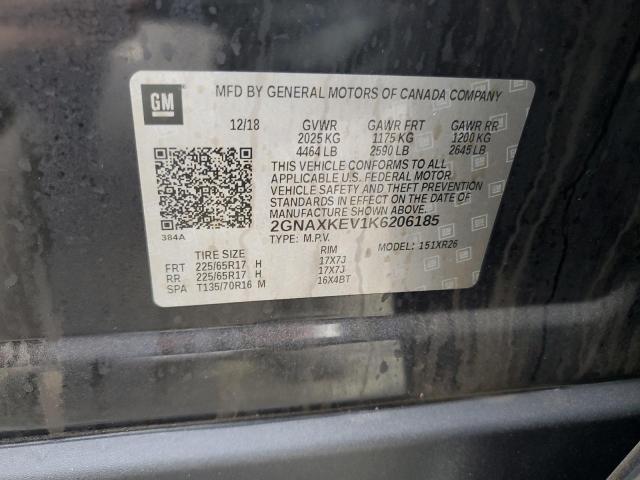 GM
MFD BY GENERAL MOTORS OF CANADA COMPANY
12/18 GVWR GAWR FRT GAWR RR
2025 KG 1175 KG 1200 KG
4464 LB 2590 LB 2645 LB
THIS VEHICLE CONFORMS TO ALL
APPLICABLE U.S. FEDERAL MOTOR
VEHICLE SAFETY AND THEFT PREVENTION
STANDARDS IN EFFECT ON THE DATE OF
MANUFACTURE SHOWN ABOVE.
2GNAXKEV1K6206185
384A
TYPE: M.P.V. MODEL: 151XR26
TIRE SIZE RIM
FRT 225/65R17 H 17X7J
RR 225/65R17 H 17X7J
SPA T135/70R16 M 16X4BT